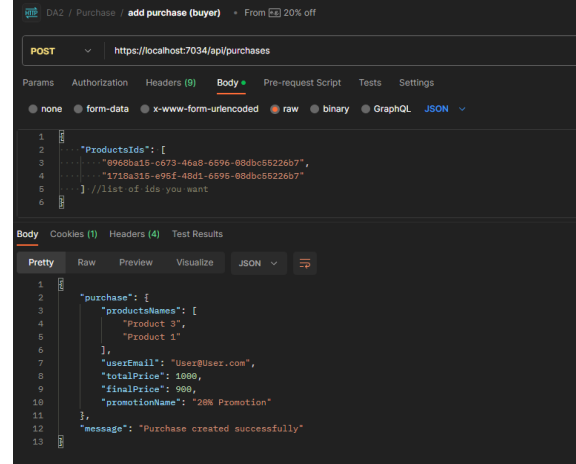 HTTP DA2 / Purchase / add purchase (buyer) From e.g. 20% off
POST https://localhost:7034/api/purchases
Params Authorization Headers (9) Body Pre-request Script Tests Settings
none form-data x-www-form-urlencoded raw binary GraphQL JSON
1 {
2 "ProductsIds": [
3 "0968ba15-c673-46a8-6596-08dbc55226b7",
4 "1718a315-e95f-48d1-6595-08dbc55226b7"
5 ] //list of ids you want
6 }
Body Cookies (1) Headers (4) Test Results
Pretty Raw Preview Visualize JSON
1 {
2 "purchase": {
3 "productsNames": [
4 "Product 3",
5 "Product 1"
6 ],
7 "userEmail": "User@User.com",
8 "totalPrice": 1000,
9 "finalPrice": 900,
10 "promotionName": "20% Promotion"
11 },
12 "message": "Purchase created successfully"
13 }